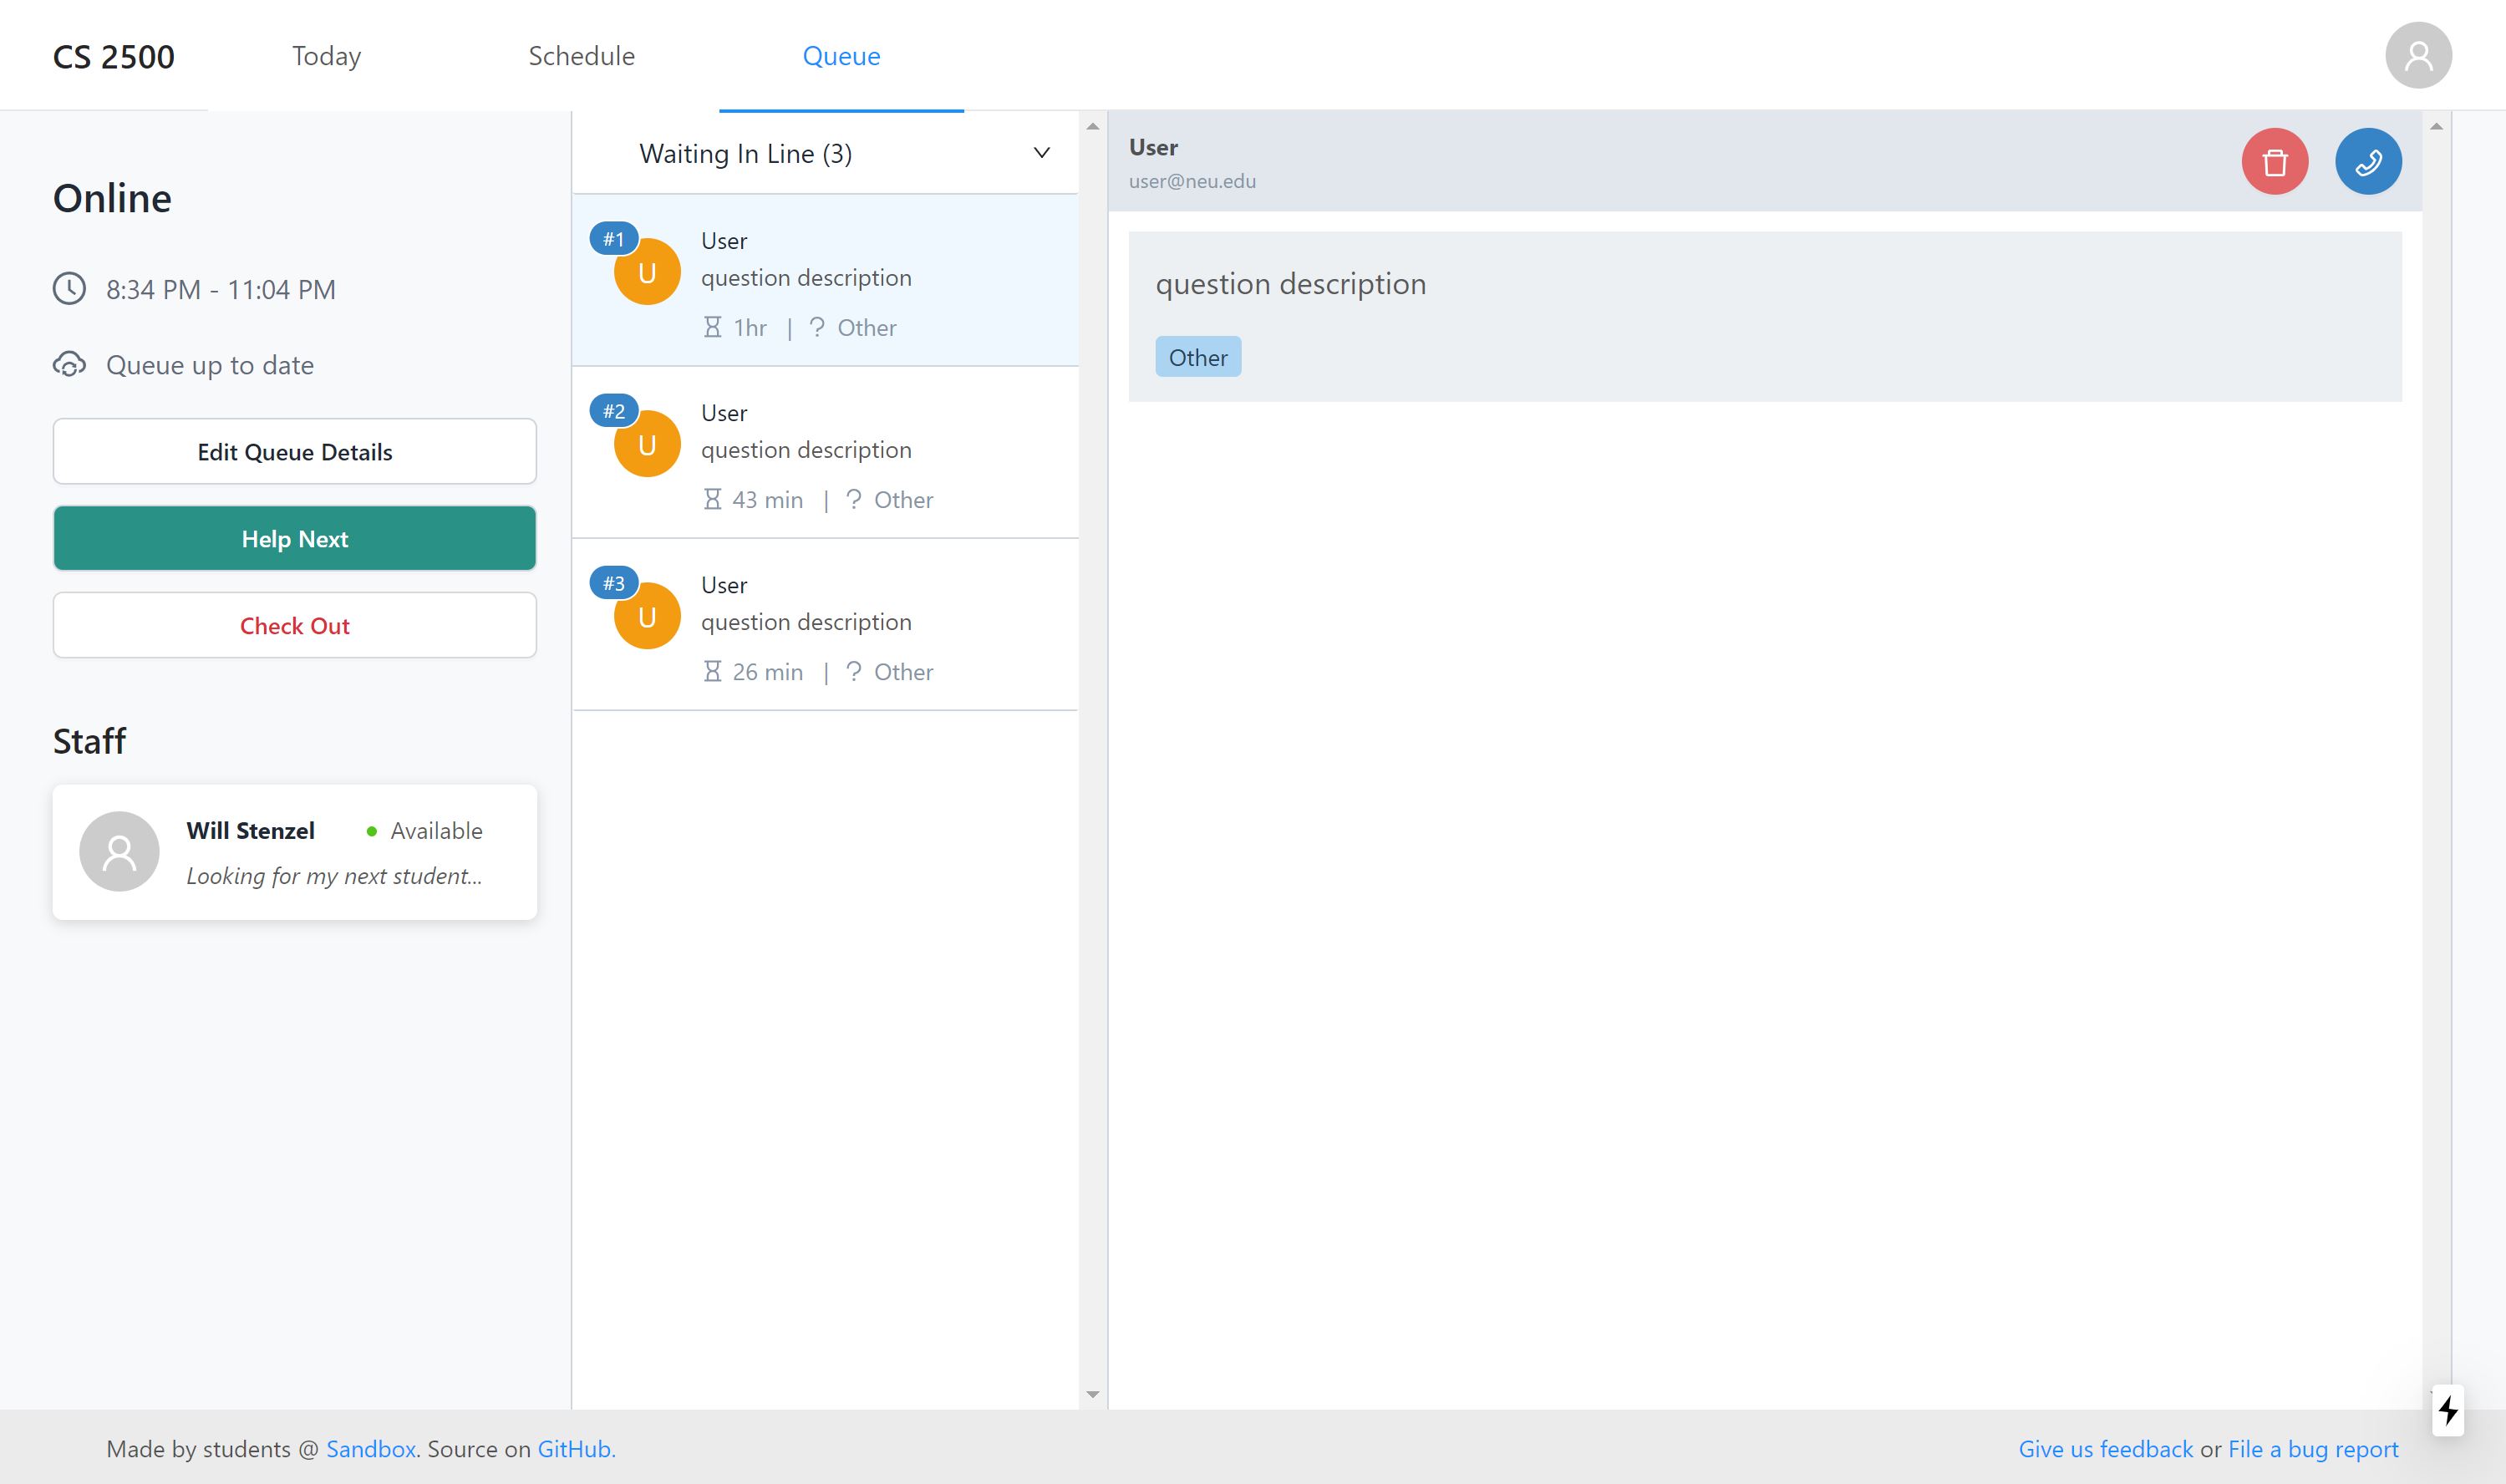 CS 2500 Today Schedule Queue
Online
8:34 PM - 11:04 PM
Queue up to date
Edit Queue Details
Help Next
Check Out
Staff
Will Stenzel Available
Looking for my next student...
Waiting In Line (3)
#1
U
User
question description
1hr | ? Other
#2
U
User
question description
43 min | ? Other
#3
U
User
question description
26 min | ? Other
User
user@neu.edu
question description
Other
Made by students @ Sandbox. Source on GitHub.
Give us feedback or File a bug report